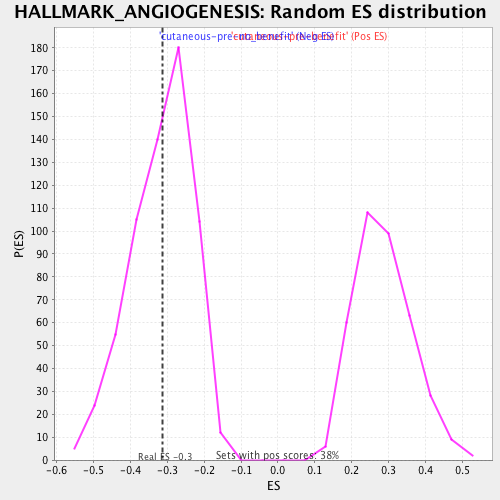 HALLMARK_ANGIOGENESIS: Random ES distribution
'cutaneous-pre-no_benefit' (Neg ES)
(Pos ES)
P(ES)
180
170
160
150
140
130
120
110
100
90
80
70
60
50
40
30
20
10
0
Real ES -0.3
Sets with pos scores: 38%
-0.6 -0.5 -0.4 -0.3 -0.2 -0.1 0.0 0.1 0.2 0.3 0.4 0.5
ES